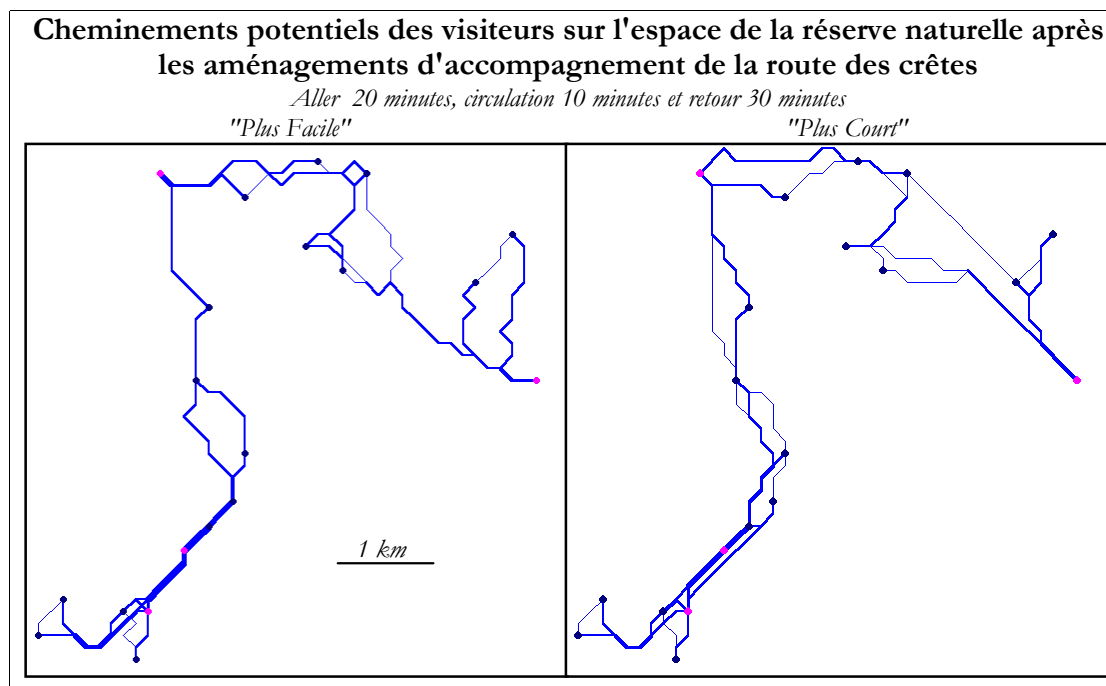 Cheminements potentiels des visiteurs sur l'espace de la réserve naturelle après
les aménagements d'accompagnement de la route des crêtes
Aller 20 minutes, circulation 10 minutes et retour 30 minutes
"Plus Facile"
"Plus Court"
1 km